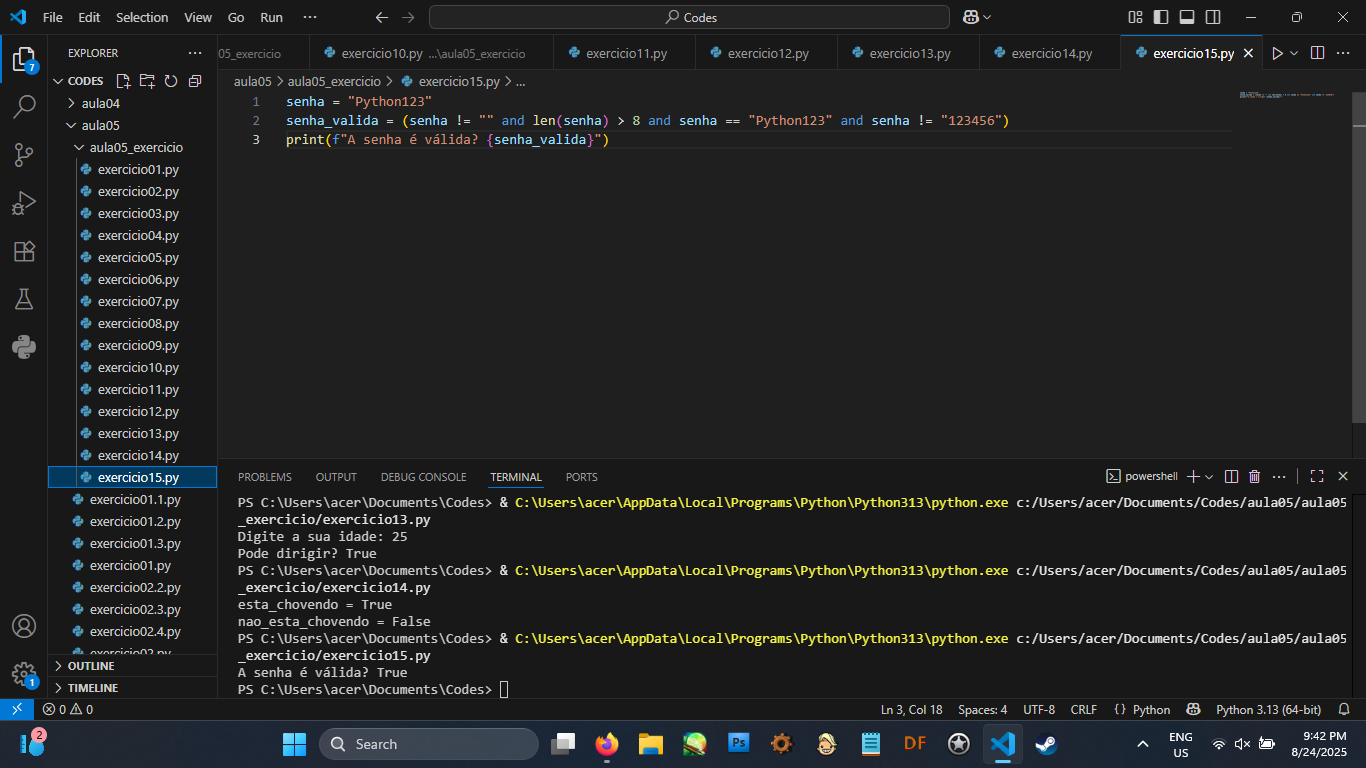 File Edit Selection View Go Run ··· Codes
EXPLORER ···
05_exercicio
exercicio10.py ...\aula05_exercicio
exercicio11.py
exercicio12.py
exercicio13.py
exercicio14.py
exercicio15.py
CODES
aula04
aula05
aula05_exercicio
exercicio01.py
exercicio02.py
exercicio03.py
exercicio04.py
exercicio05.py
exercicio06.py
exercicio07.py
exercicio08.py
exercicio09.py
exercicio10.py
exercicio11.py
exercicio12.py
exercicio13.py
exercicio14.py
exercicio15.py
exercicio01.1.py
exercicio01.2.py
exercicio01.3.py
exercicio01.py
exercicio02.2.py
exercicio02.3.py
exercicio02.4.py
exercicio02.py
OUTLINE
TIMELINE
7
1
aula05 > aula05_exercicio > exercicio15.py > ...
1 senha = "Python123"
2 senha_valida = (senha != "" and len(senha) > 8 and senha == "Python123" and senha != "123456")
3 print(f"A senha é válida? {senha_valida}")
PROBLEMS OUTPUT DEBUG CONSOLE TERMINAL PORTS
powershell
PS C:\Users\acer\Documents\Codes> & C:\Users\acer\AppData\Local\Programs\Python\Python313\python.exe c:/Users/acer/Documents/Codes/aula05/aula05
_exercicio/exercicio13.py
Digite a sua idade: 25
Pode dirigir? True
PS C:\Users\acer\Documents\Codes> & C:\Users\acer\AppData\Local\Programs\Python\Python313\python.exe c:/Users/acer/Documents/Codes/aula05/aula05
_exercicio/exercicio14.py
esta_chovendo = True
nao_esta_chovendo = False
PS C:\Users\acer\Documents\Codes> & C:\Users\acer\AppData\Local\Programs\Python\Python313\python.exe c:/Users/acer/Documents/Codes/aula05/aula05
_exercicio/exercicio15.py
A senha é válida? True
PS C:\Users\acer\Documents\Codes>
0 0
Ln 3, Col 18 Spaces: 4 UTF-8 CRLF {} Python Python 3.13 (64-bit)
2
Search
Ps
DF
ENG
US
9:42 PM
8/24/2025